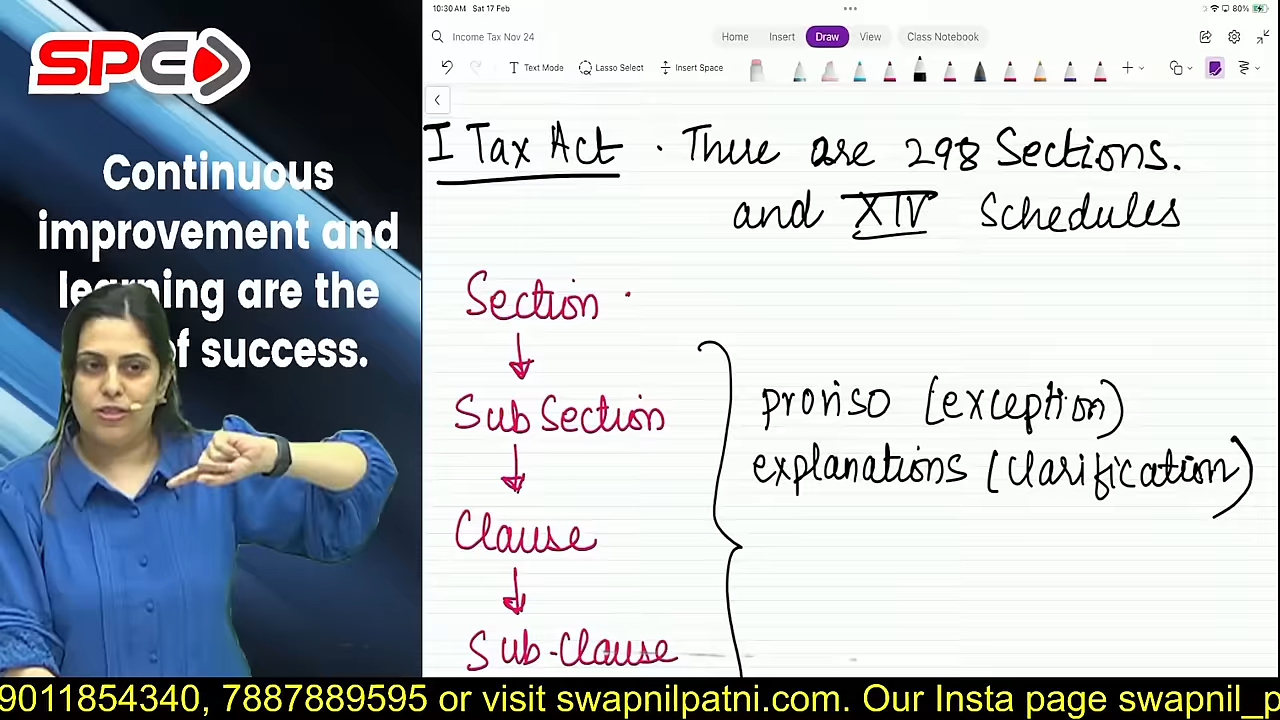 10:30 AM Sat 17 Feb
80%
Income Tax Nov 24
Home Insert Draw View Class Notebook
Text Mode Lasso Select Insert Space
SPE
Continuous
improvement and
learning are the
of success.
I Tax Act . There are 298 Sections.
and XIV Schedules
Section
Sub Section
proviso (exception)
explanations (Clarification)
Clause
Sub-Clause
9011854340, 7887889595 or visit swapnilpatni.com. Our Insta page swapnil_p